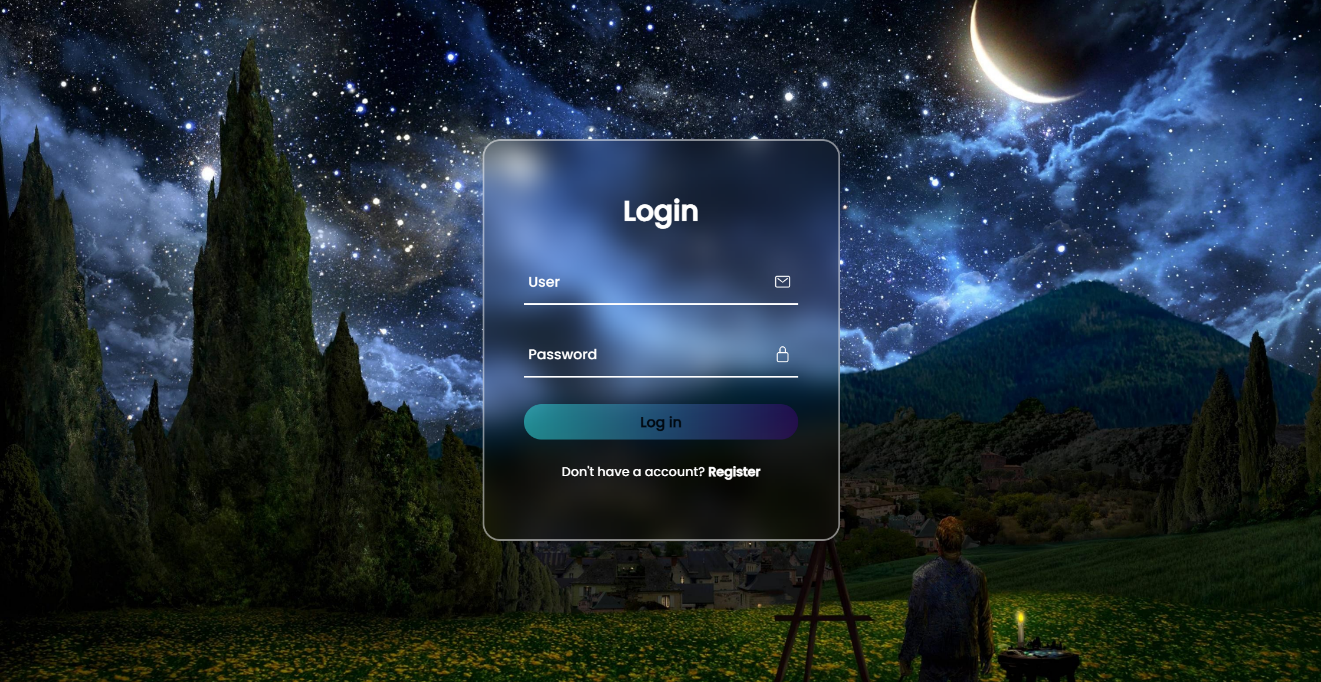 Login
User
Password
Log in
Don't have a account? Register